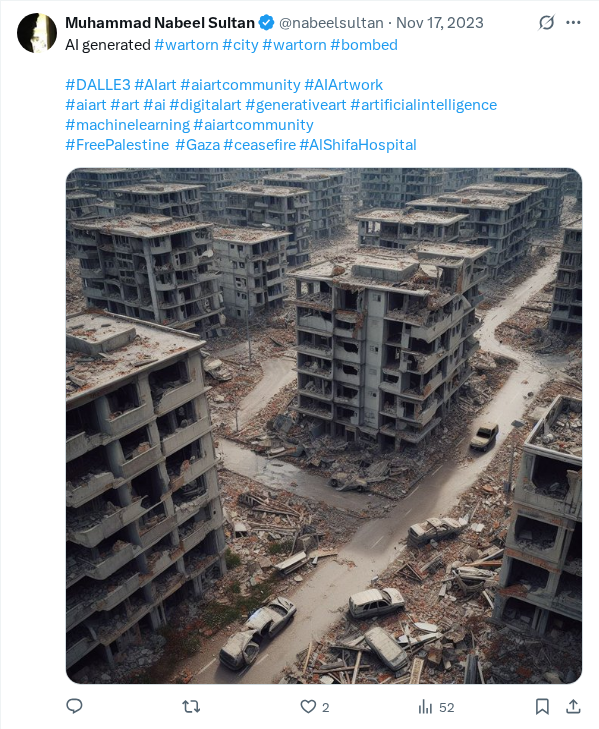 Muhammad Nabeel Sultan @nabeelsultan · Nov 17, 2023
AI generated #wartorn #city #wartorn #bombed
#DALLE3 #AIart #aiartcommunity #AIArtwork
#aiart #art #ai #digitalart #generativeart #artificialintelligence
#machinelearning #aiartcommunity
#FreePalestine #Gaza #ceasefire #AlShifaHospital
2 52